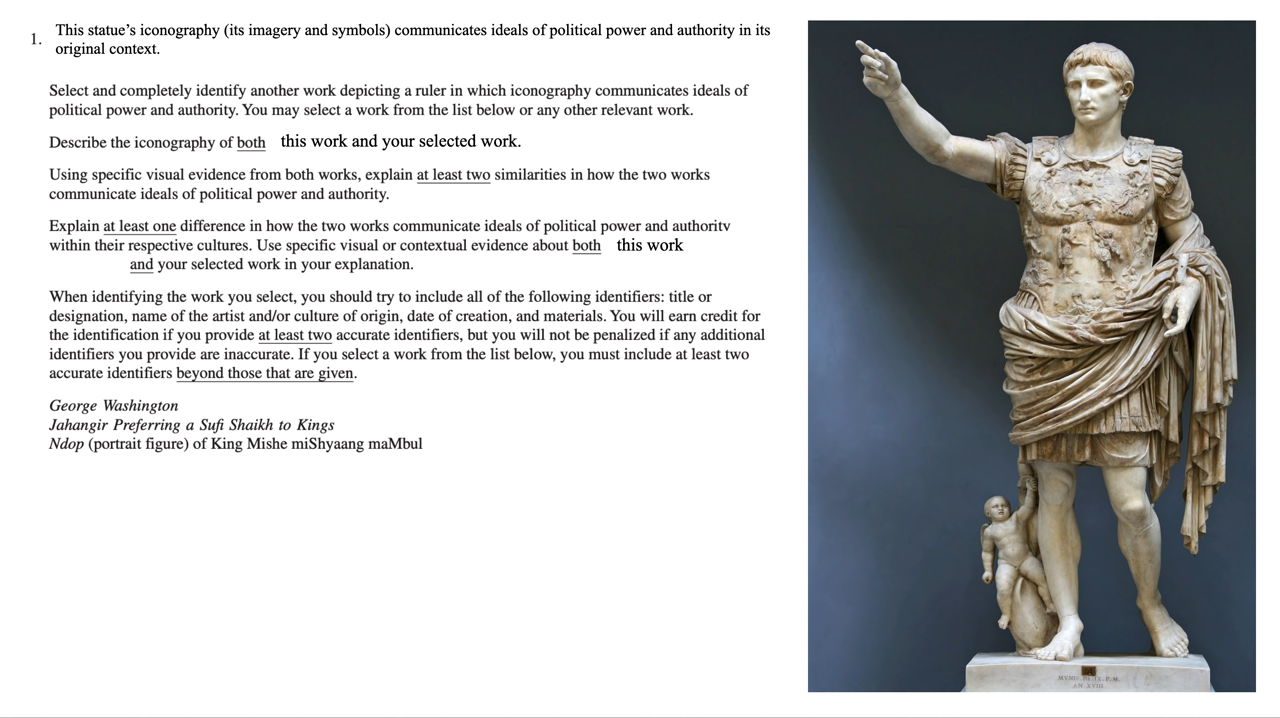 1. This statue’s iconography (its imagery and symbols) communicates ideals of political power and authority in its
original context.
Select and completely identify another work depicting a ruler in which iconography communicates ideals of
political power and authority. You may select a work from the list below or any other relevant work.
Describe the iconography of both this work and your selected work.
Using specific visual evidence from both works, explain at least two similarities in how the two works
communicate ideals of political power and authority.
Explain at least one difference in how the two works communicate ideals of political power and authority
within their respective cultures. Use specific visual or contextual evidence about both this work
and your selected work in your explanation.
When identifying the work you select, you should try to include all of the following identifiers: title or
designation, name of the artist and/or culture of origin, date of creation, and materials. You will earn credit for
the identification if you provide at least two accurate identifiers, but you will not be penalized if any additional
identifiers you provide are inaccurate. If you select a work from the list below, you must include at least two
accurate identifiers beyond those that are given.
George Washington
Jahangir Preferring a Sufi Shaikh to Kings
Ndop (portrait figure) of King Mishe miShyaang maMbul
AN.XVIII